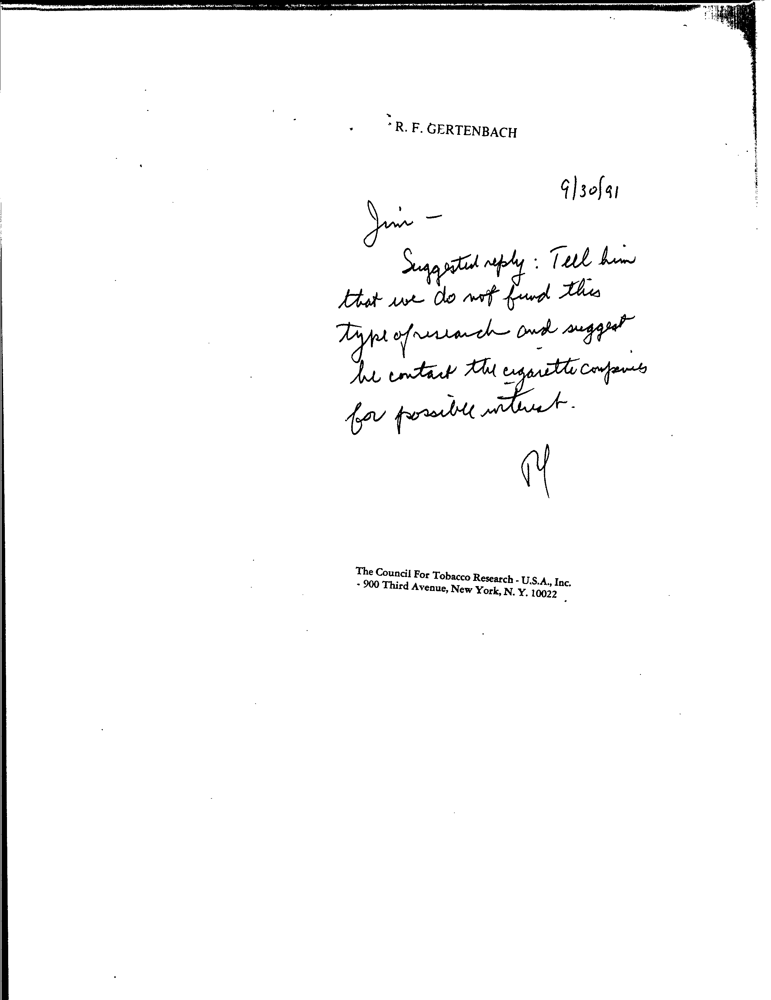 R. F. GERTENBACH
9/30/91
Jim -
Suggested reply: Tell him
that we do not fund this
type of research and suggest
he contact the cigarette companies
for possible interest.
The Council For Tobacco Research - U.S.A., Inc.
- 900 Third Avenue, New York, N. Y. 10022